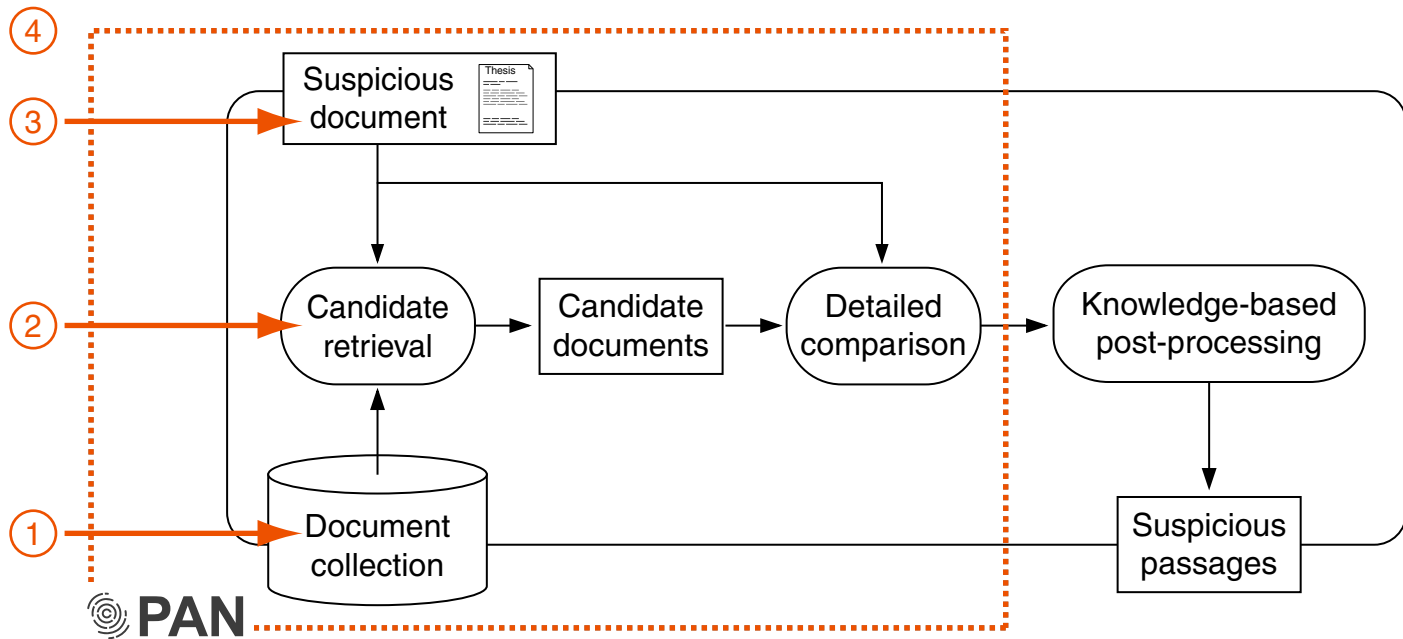 4
Thesis
Suspicious
document
3
2
Candidate
retrieval
Candidate
documents
Detailed
comparison
Knowledge-based
post-processing
1
Document
collection
Suspicious
passages
PAN